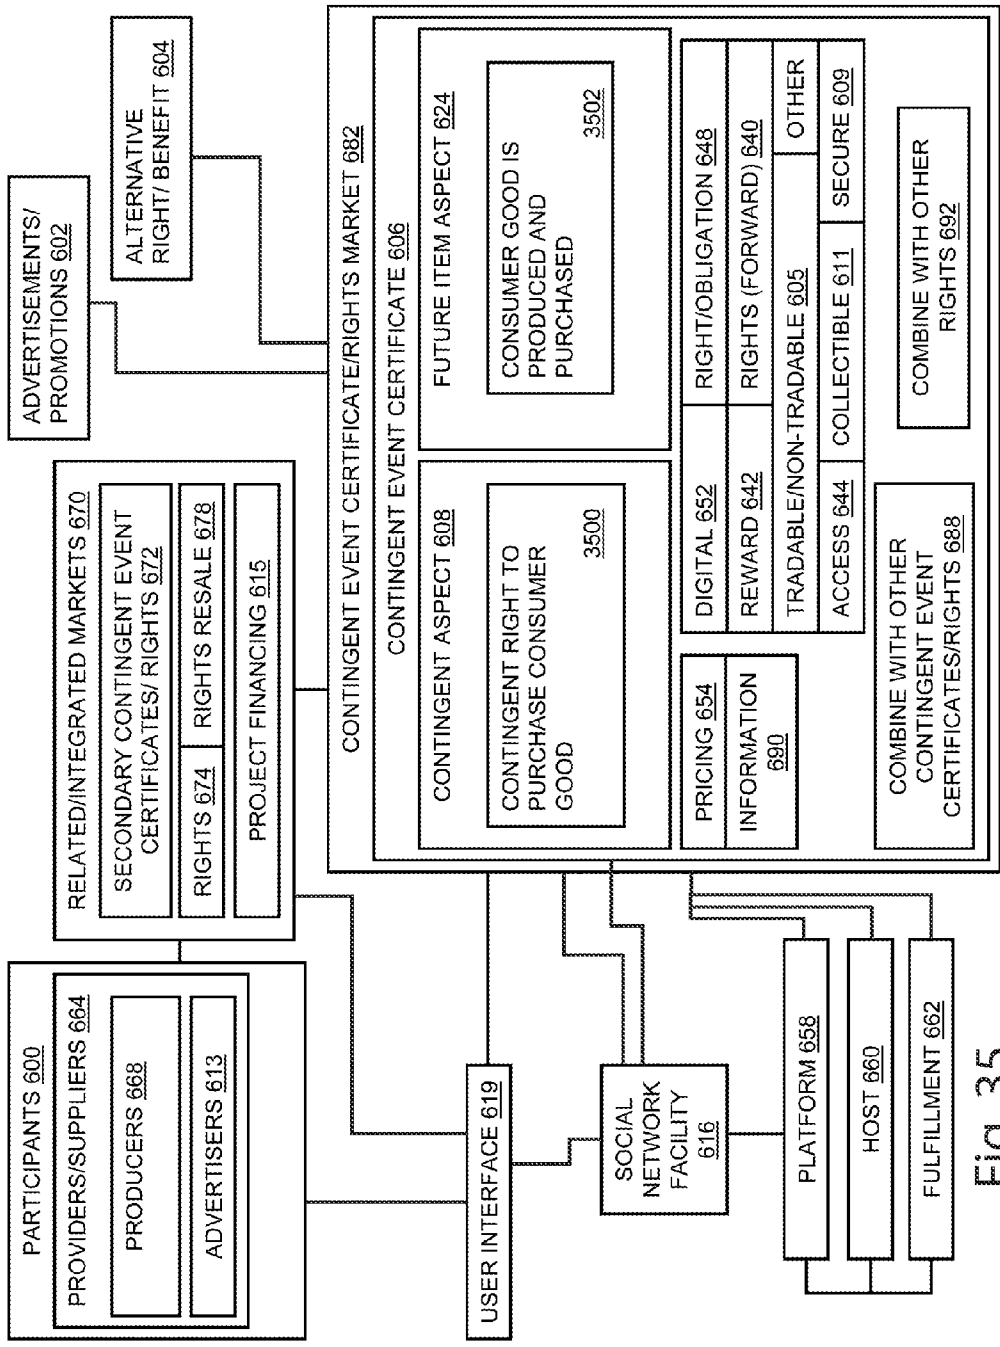 PARTICIPANTS 600
PROVIDERS/SUPPLIERS 664
PRODUCERS 668
ADVERTISERS 613
RELATED/INTEGRATED MARKETS 670
SECONDARY CONTINGENT EVENT
CERTIFICATES/ RIGHTS 672
RIGHTS 674
RIGHTS RESALE 678
PROJECT FINANCING 615
ADVERTISEMENTS/
PROMOTIONS 602
ALTERNATIVE
RIGHT/ BENEFIT 604
USER INTERFACE 619
SOCIAL
NETWORK
FACILITY
616
PLATFORM 658
HOST 660
FULFILLMENT 662
CONTINGENT EVENT CERTIFICATE/RIGHTS MARKET 682
CONTINGENT EVENT CERTIFICATE 606
CONTINGENT ASPECT 608
CONTINGENT RIGHT TO
PURCHASE CONSUMER
GOOD
3500
FUTURE ITEM ASPECT 624
CONSUMER GOOD IS
PRODUCED AND
PURCHASED
3502
PRICING 654
INFORMATION
690
DIGITAL 652
RIGHT/OBLIGATION 648
REWARD 642
RIGHTS (FORWARD) 640
TRADABLE/NON-TRADABLE 605
OTHER
ACCESS 644
COLLECTIBLE 611
SECURE 609
COMBINE WITH OTHER
CONTINGENT EVENT
CERTIFICATES/RIGHTS 688
COMBINE WITH OTHER
RIGHTS 692
Fig. 35